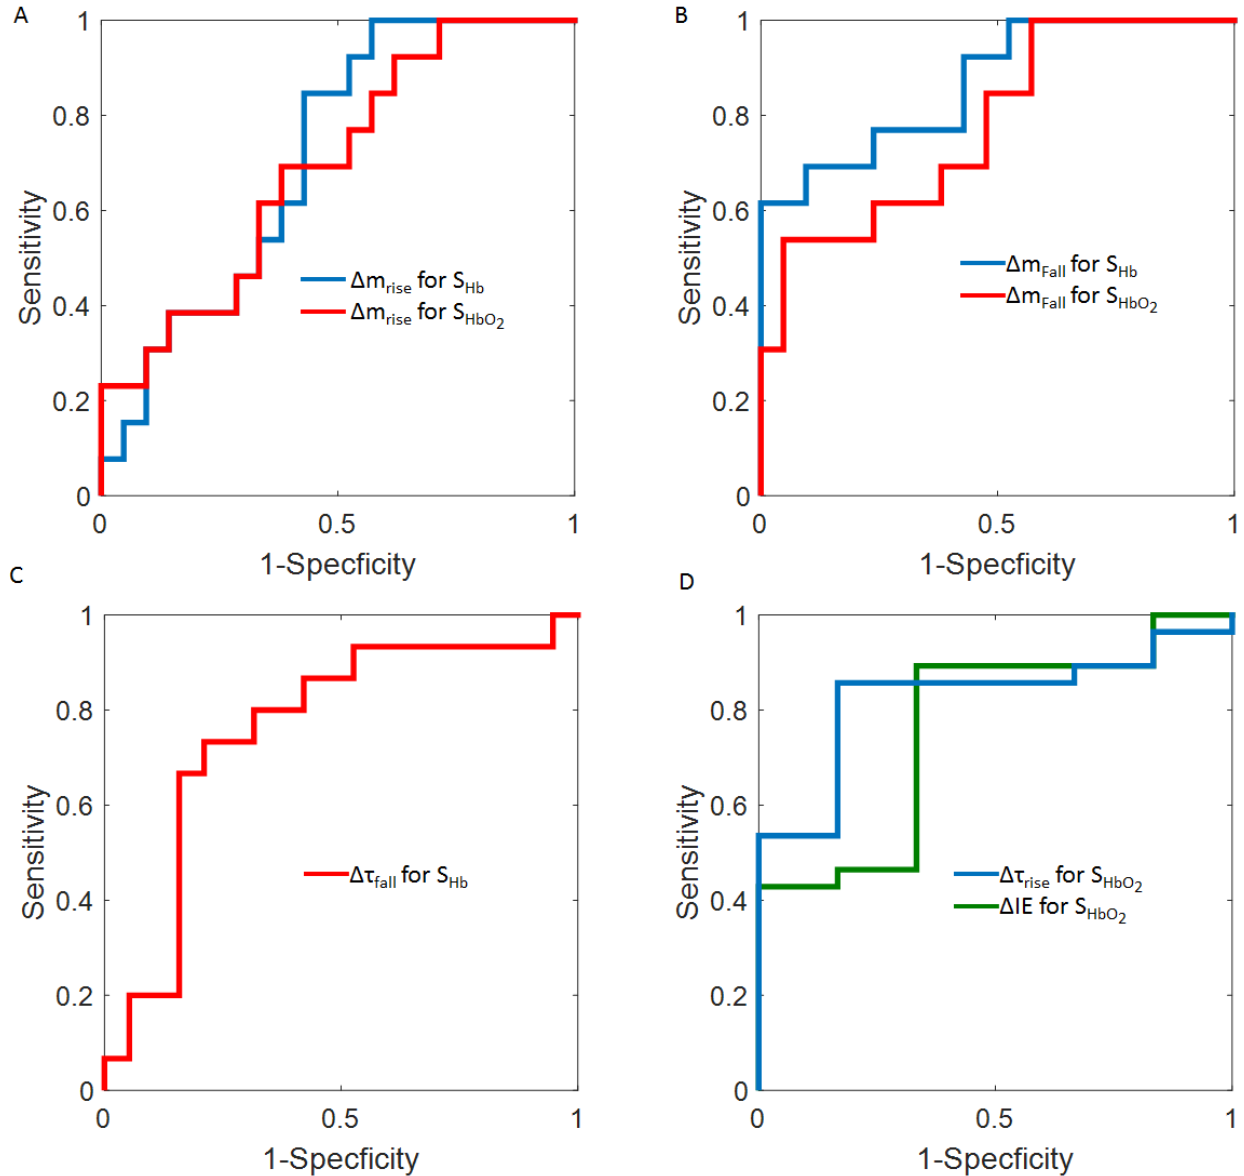 A
1
0.8
0.6
0.4
0.2
0
0
0.5
1
Sensitivity
1-Specficity
Δm_rise for S_Hb
Δm_rise for S_HbO₂
B
1
0.8
0.6
0.4
0.2
0
0
0.5
1
Sensitivity
1-Specficity
Δm_Fall for S_Hb
Δm_Fall for S_HbO₂
C
1
0.8
0.6
0.4
0.2
0
0
0.5
1
Sensitivity
1-Specficity
Δτ_fall for S_Hb
D
1
0.8
0.6
0.4
0.2
0
0
0.5
1
Sensitivity
1-Specficity
Δτ_rise for S_HbO₂
ΔIE for S_HbO₂